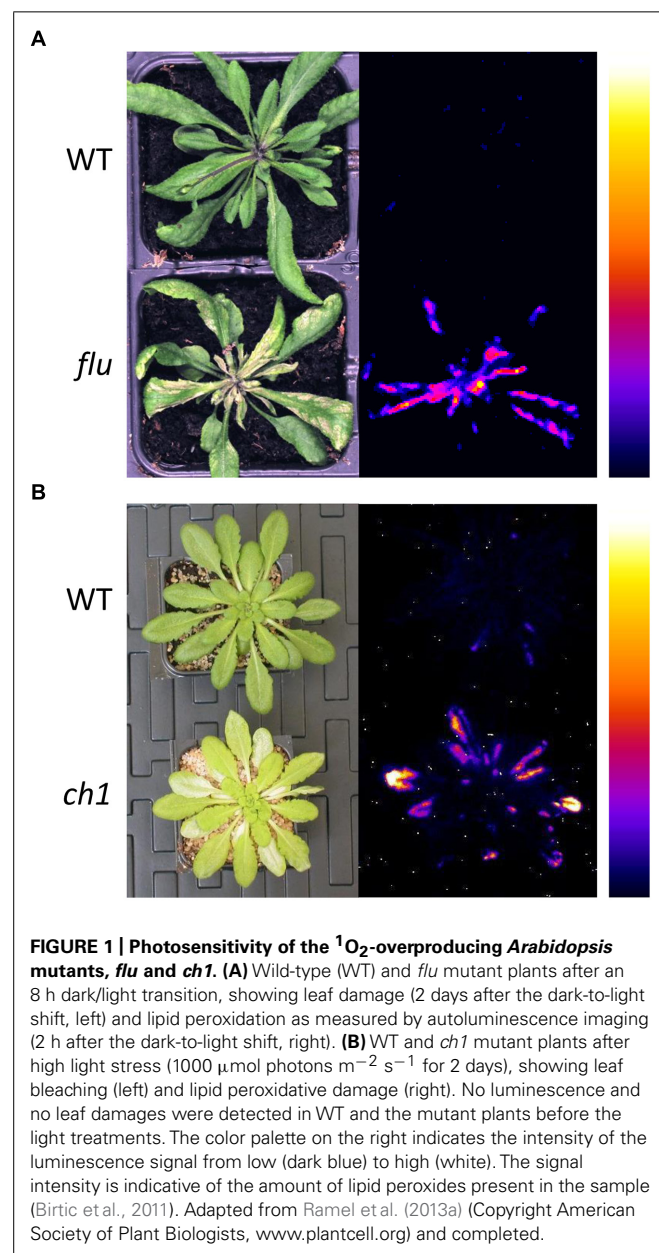 A
WT
flu
B
WT
ch1
FIGURE 1 | Photosensitivity of the ¹O₂-overproducing Arabidopsis
mutants, flu and ch1. (A) Wild-type (WT) and flu mutant plants after an
8 h dark/light transition, showing leaf damage (2 days after the dark-to-light
shift, left) and lipid peroxidation as measured by autoluminescence imaging
(2 h after the dark-to-light shift, right). (B) WT and ch1 mutant plants after
high light stress (1000 μmol photons m⁻² s⁻¹ for 2 days), showing leaf
bleaching (left) and lipid peroxidative damage (right). No luminescence and
no leaf damages were detected in WT and the mutant plants before the
light treatments. The color palette on the right indicates the intensity of the
luminescence signal from low (dark blue) to high (white). The signal
intensity is indicative of the amount of lipid peroxides present in the sample
(Birtic et al., 2011). Adapted from Ramel et al. (2013a) (Copyright American
Society of Plant Biologists, www.plantcell.org) and completed.